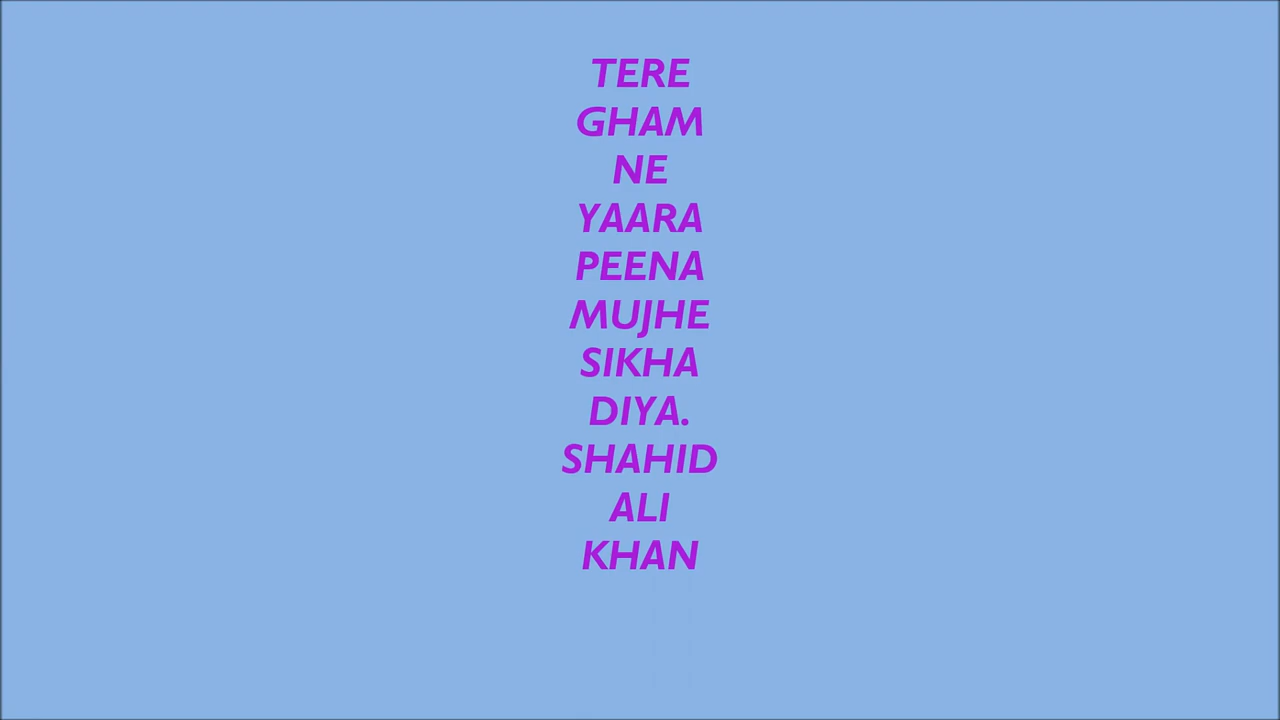 TERE
GHAM
NE
YAARA
PEENA
MUJHE
SIKHA
DIYA.
SHAHID
ALI
KHAN